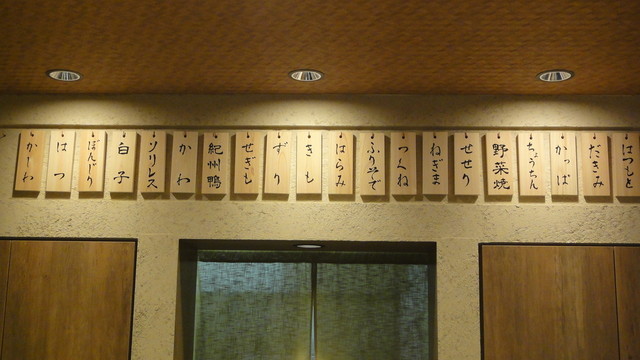 はつもと
だきみ
かっぱ
ちょうちん
野菜焼
せせり
ねぎま
つくね
ふりそで
はらみ
きも
ずり
せぎも
紀州鴨
かわ
ソリレス
白子
ぼんじり
はつ
かしわ